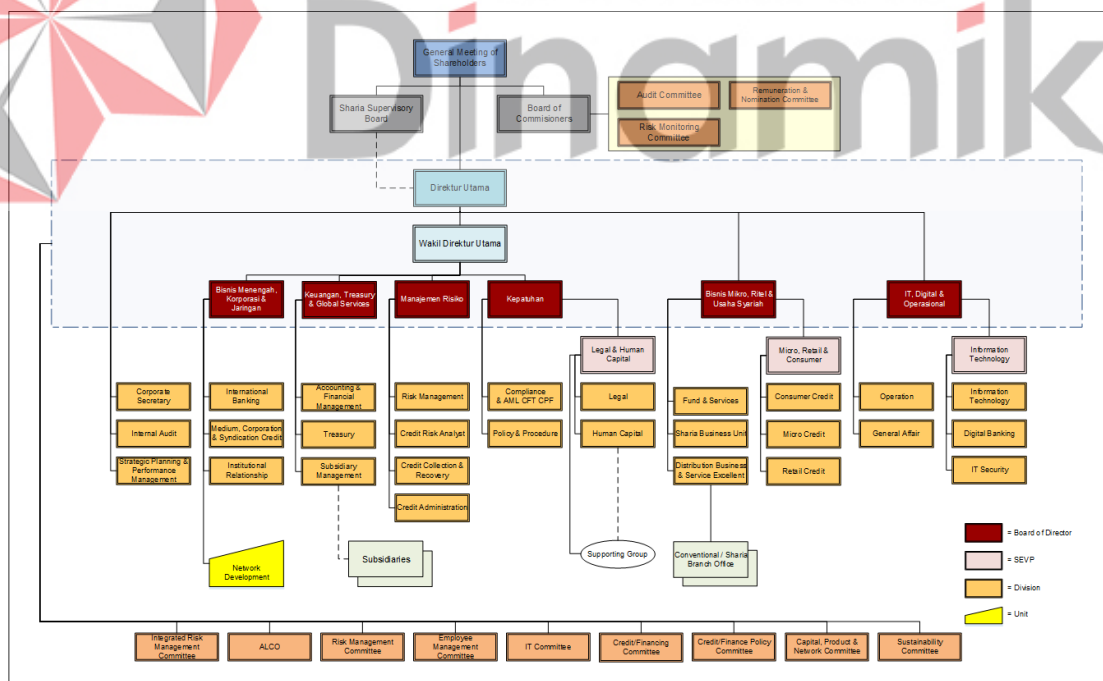 Dinamik
General Meeting of
Shareholders
Sharia Supervisory
Board
Board of
Commisioners
Audit Committee
Remuneration &
Nomination Committee
Risk Monitoring
Committee
Direktur Utama
Wakil Direktur Utama
Bisnis Menengah,
Korporasi &
Jaringan
Keuangan, Treasury
& Global Services
Manajemen Risiko
Kepatuhan
Bisnis Mikro, Ritel &
Usaha Syeriah
IT, Digital &
Operasional
Legal & Human
Capital
Micro, Retail &
Consumer
Information
Technology
Corporate
Secretary
International
Banking
Accounting &
Financial
Management
Risk Management
Compliance
& AML CFT CPF
Legal
Fund & Services
Consumer Credit
Operation
Information
Technology
Internal Audit
Medium, Corporation
& Syndication Credit
Treasury
Credit Risk Analyst
Policy & Procedure
Human Capital
Sharia Business Unit
Micro Credit
General Affair
Digital Banking
Strategic Planning &
Performance
Management
Institutional
Relationship
Subsidiary
Management
Credit Collection &
Recovery
Distribution Business
& Service Excellent
Retail Credit
IT Security
Credit Administration
Network
Development
Subsidiaries
Supporting Group
Conventional / Sharia
Branch Office
= Board of Director
= SEVP
= Division
= Unit
Integrated Risk
Management
Committee
ALCO
Risk Management
Committee
Employee
Management
Committee
IT Committee
Credit/Financing
Committee
Credit/Finance Policy
Committee
Capital, Product &
Network Committee
Sustainability
Committee